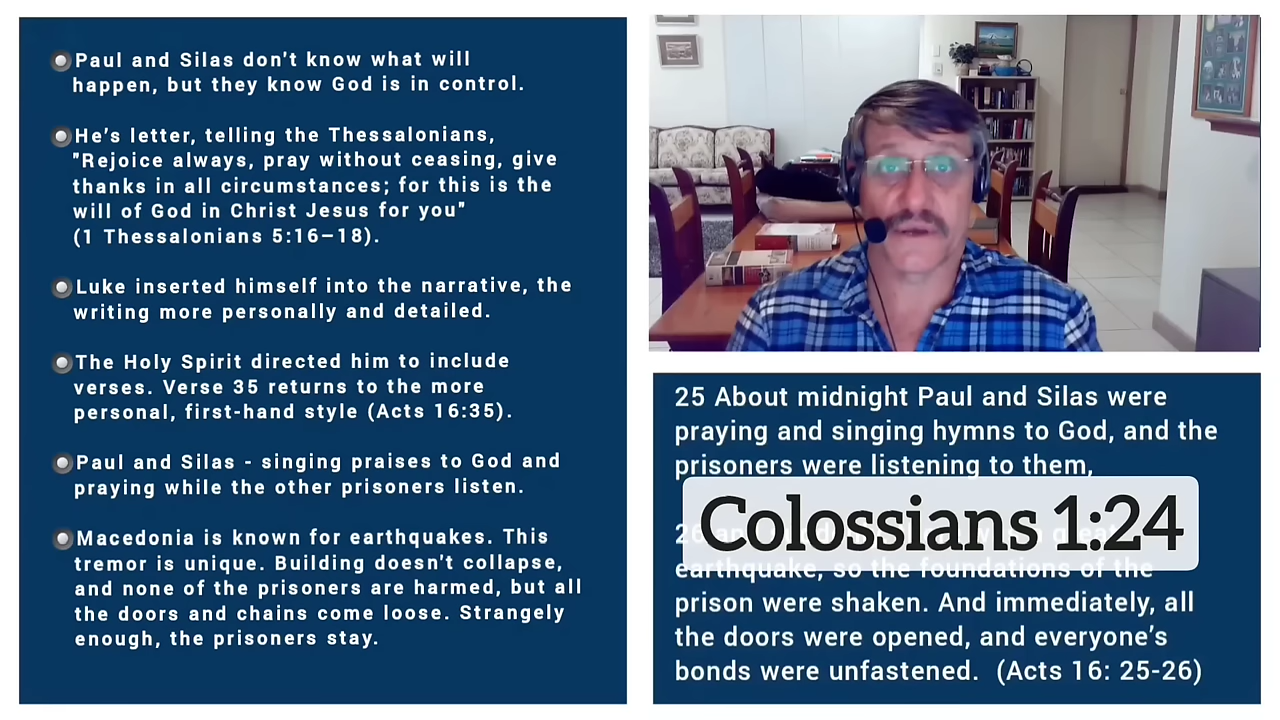 Paul and Silas don't know what will
happen, but they know God is in control.
He's letter, telling the Thessalonians,
"Rejoice always, pray without ceasing, give
thanks in all circumstances; for this is the
will of God in Christ Jesus for you"
(1 Thessalonians 5:16–18).
Luke inserted himself into the narrative, the
writing more personally and detailed.
The Holy Spirit directed him to include
verses. Verse 35 returns to the more
personal, first-hand style (Acts 16:35).
Paul and Silas - singing praises to God and
praying while the other prisoners listen.
Macedonia is known for earthquakes. This
tremor is unique. Building doesn't collapse,
and none of the prisoners are harmed, but all
the doors and chains come loose. Strangely
enough, the prisoners stay.
25 About midnight Paul and Silas were
praying and singing hymns to God, and the
prisoners were listening to them,
Colossians 1:24
earthquake, so the foundations of the
prison were shaken. And immediately, all
the doors were opened, and everyone's
bonds were unfastened. (Acts 16: 25-26)